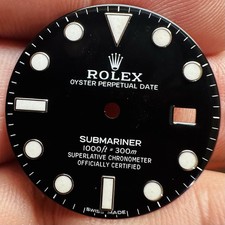 ROLEX
OYSTER PERPETUAL DATE
SUBMARINER
1000ft = 300m
SUPERLATIVE CHRONOMETER
OFFICIALLY CERTIFIED
SWISS MADE